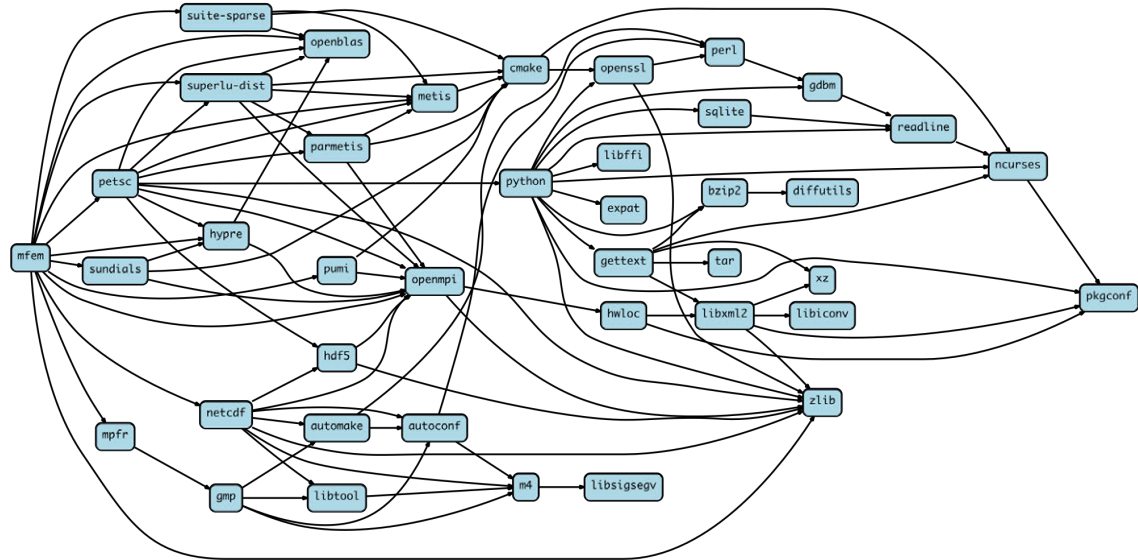 suite-sparse
openblas
perl
cmake
openssl
superlu-dist
gdbm
metis
sqlite
readline
parmetis
libffi
ncurses
petsc
python
bzip2
diffutils
expat
hypre
mfem
sundials
pumi
openmpi
gettext
tar
xz
pkgconf
hwloc
libxml2
libiconv
hdf5
zlib
netcdf
automake
autoconf
mpfr
gmp
libtool
m4
libsigsegv